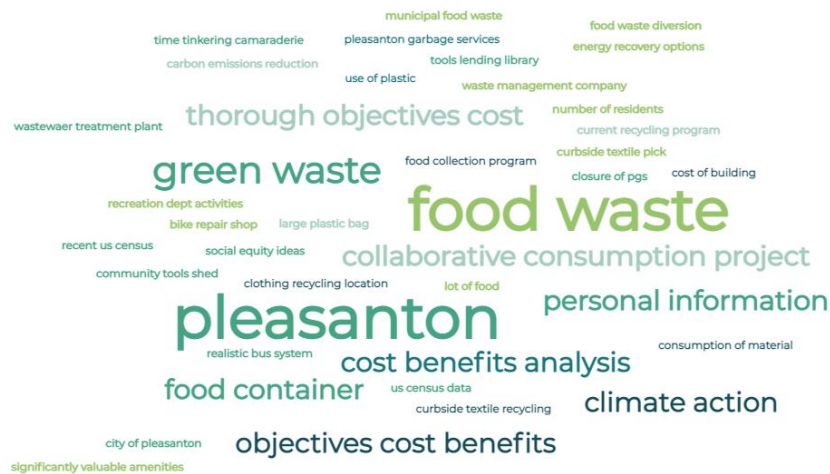 municipal food waste
food waste diversion
time tinkering camaraderie
pleasanton garbage services
energy recovery options
carbon emissions reduction
tools lending library
use of plastic
waste management company
thorough objectives cost
number of residents
wastewaer treatment plant
current recycling program
curbside textile pick
green waste
food collection program
closure of pgs
cost of building
recreation dept activities
food waste
bike repair shop
large plastic bag
recent us census
social equity ideas
collaborative consumption project
community tools shed
clothing recycling location
lot of food
personal information
pleasanton
realistic bus system
consumption of material
cost benefits analysis
food container
us census data
curbside textile recycling
climate action
city of pleasanton
objectives cost benefits
significantly valuable amenities